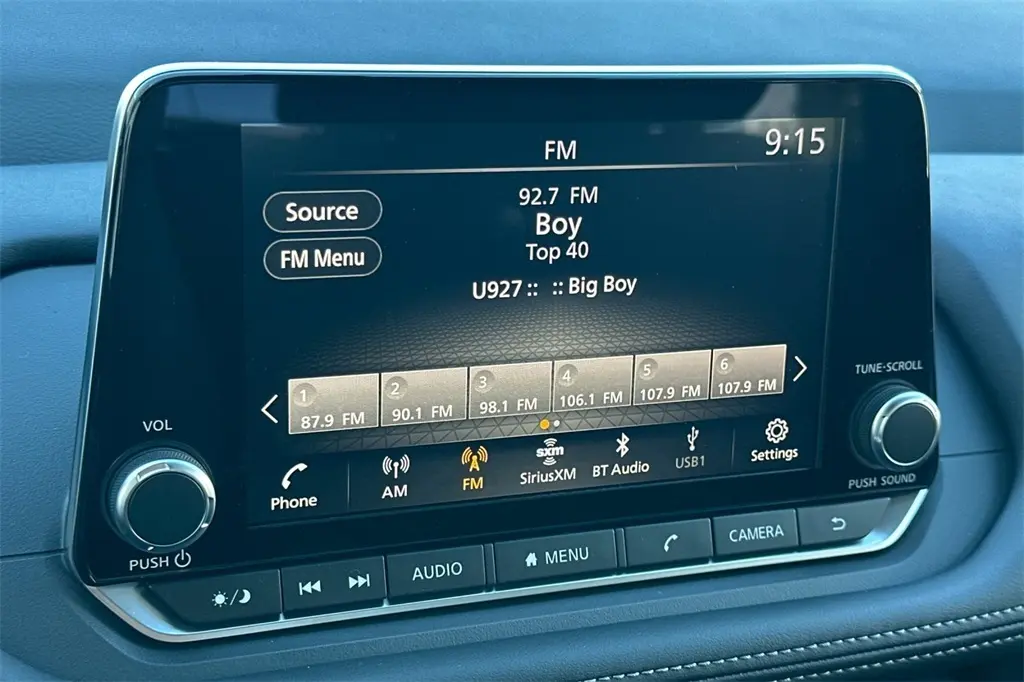 FM
9:15
92.7 FM
Source
Boy
Top 40
FM Menu
U927 :: :: Big Boy
1 87.9 FM
2 90.1 FM
3 98.1 FM
4 106.1 FM
5 107.9 FM
6 107.9 FM
Phone
AM
FM
sxm
SiriusXM
BT Audio
USB1
Settings
VOL
PUSH
TUNE·SCROLL
PUSH SOUND
AUDIO
MENU
CAMERA